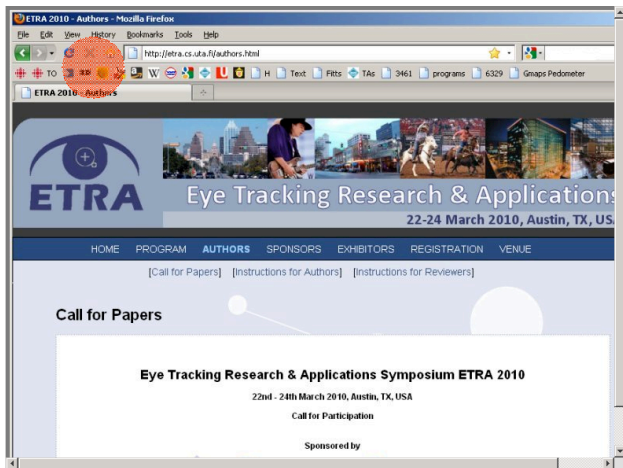 ETRA 2010 - Authors - Mozilla Firefox
File Edit View History Bookmarks Tools Help
http://etra.cs.uta.fi/authors.html
TO W U H Text Fitts TAs 3461 programs 6329 Gmaps Pedometer
ETRA 2010 - Authors
ETRA
Eye Tracking Research & Applications
22-24 March 2010, Austin, TX, US
HOME PROGRAM AUTHORS SPONSORS EXHIBITORS REGISTRATION VENUE
[Call for Papers] [Instructions for Authors] [Instructions for Reviewers]
Call for Papers
Eye Tracking Research & Applications Symposium ETRA 2010
22nd - 24th March 2010, Austin, TX, USA
Call for Participation
Sponsored by